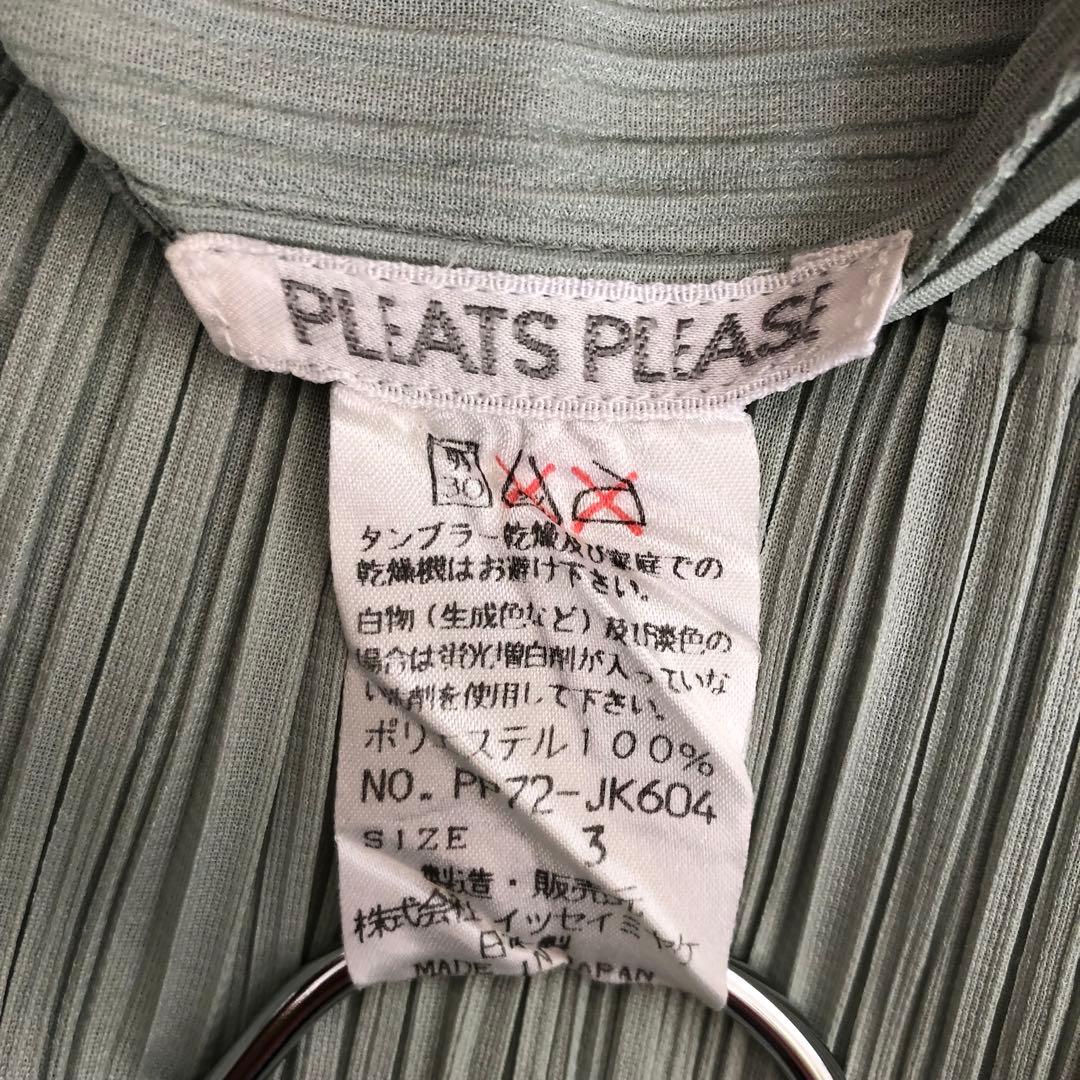 PLEATS PLEASE
弱
30
タンブラー乾燥及び家庭での
乾燥機はお避け下さい。
白物(生成色など)及び淡色の
場合は蛍光増白剤が入っていな
い洗剤を使用して下さい。
ポリエステル100%
NO. PP72-JK604
SIZE 3
製造・販売元
株式会社 イッセイミヤケ
MADE IN JAPAN